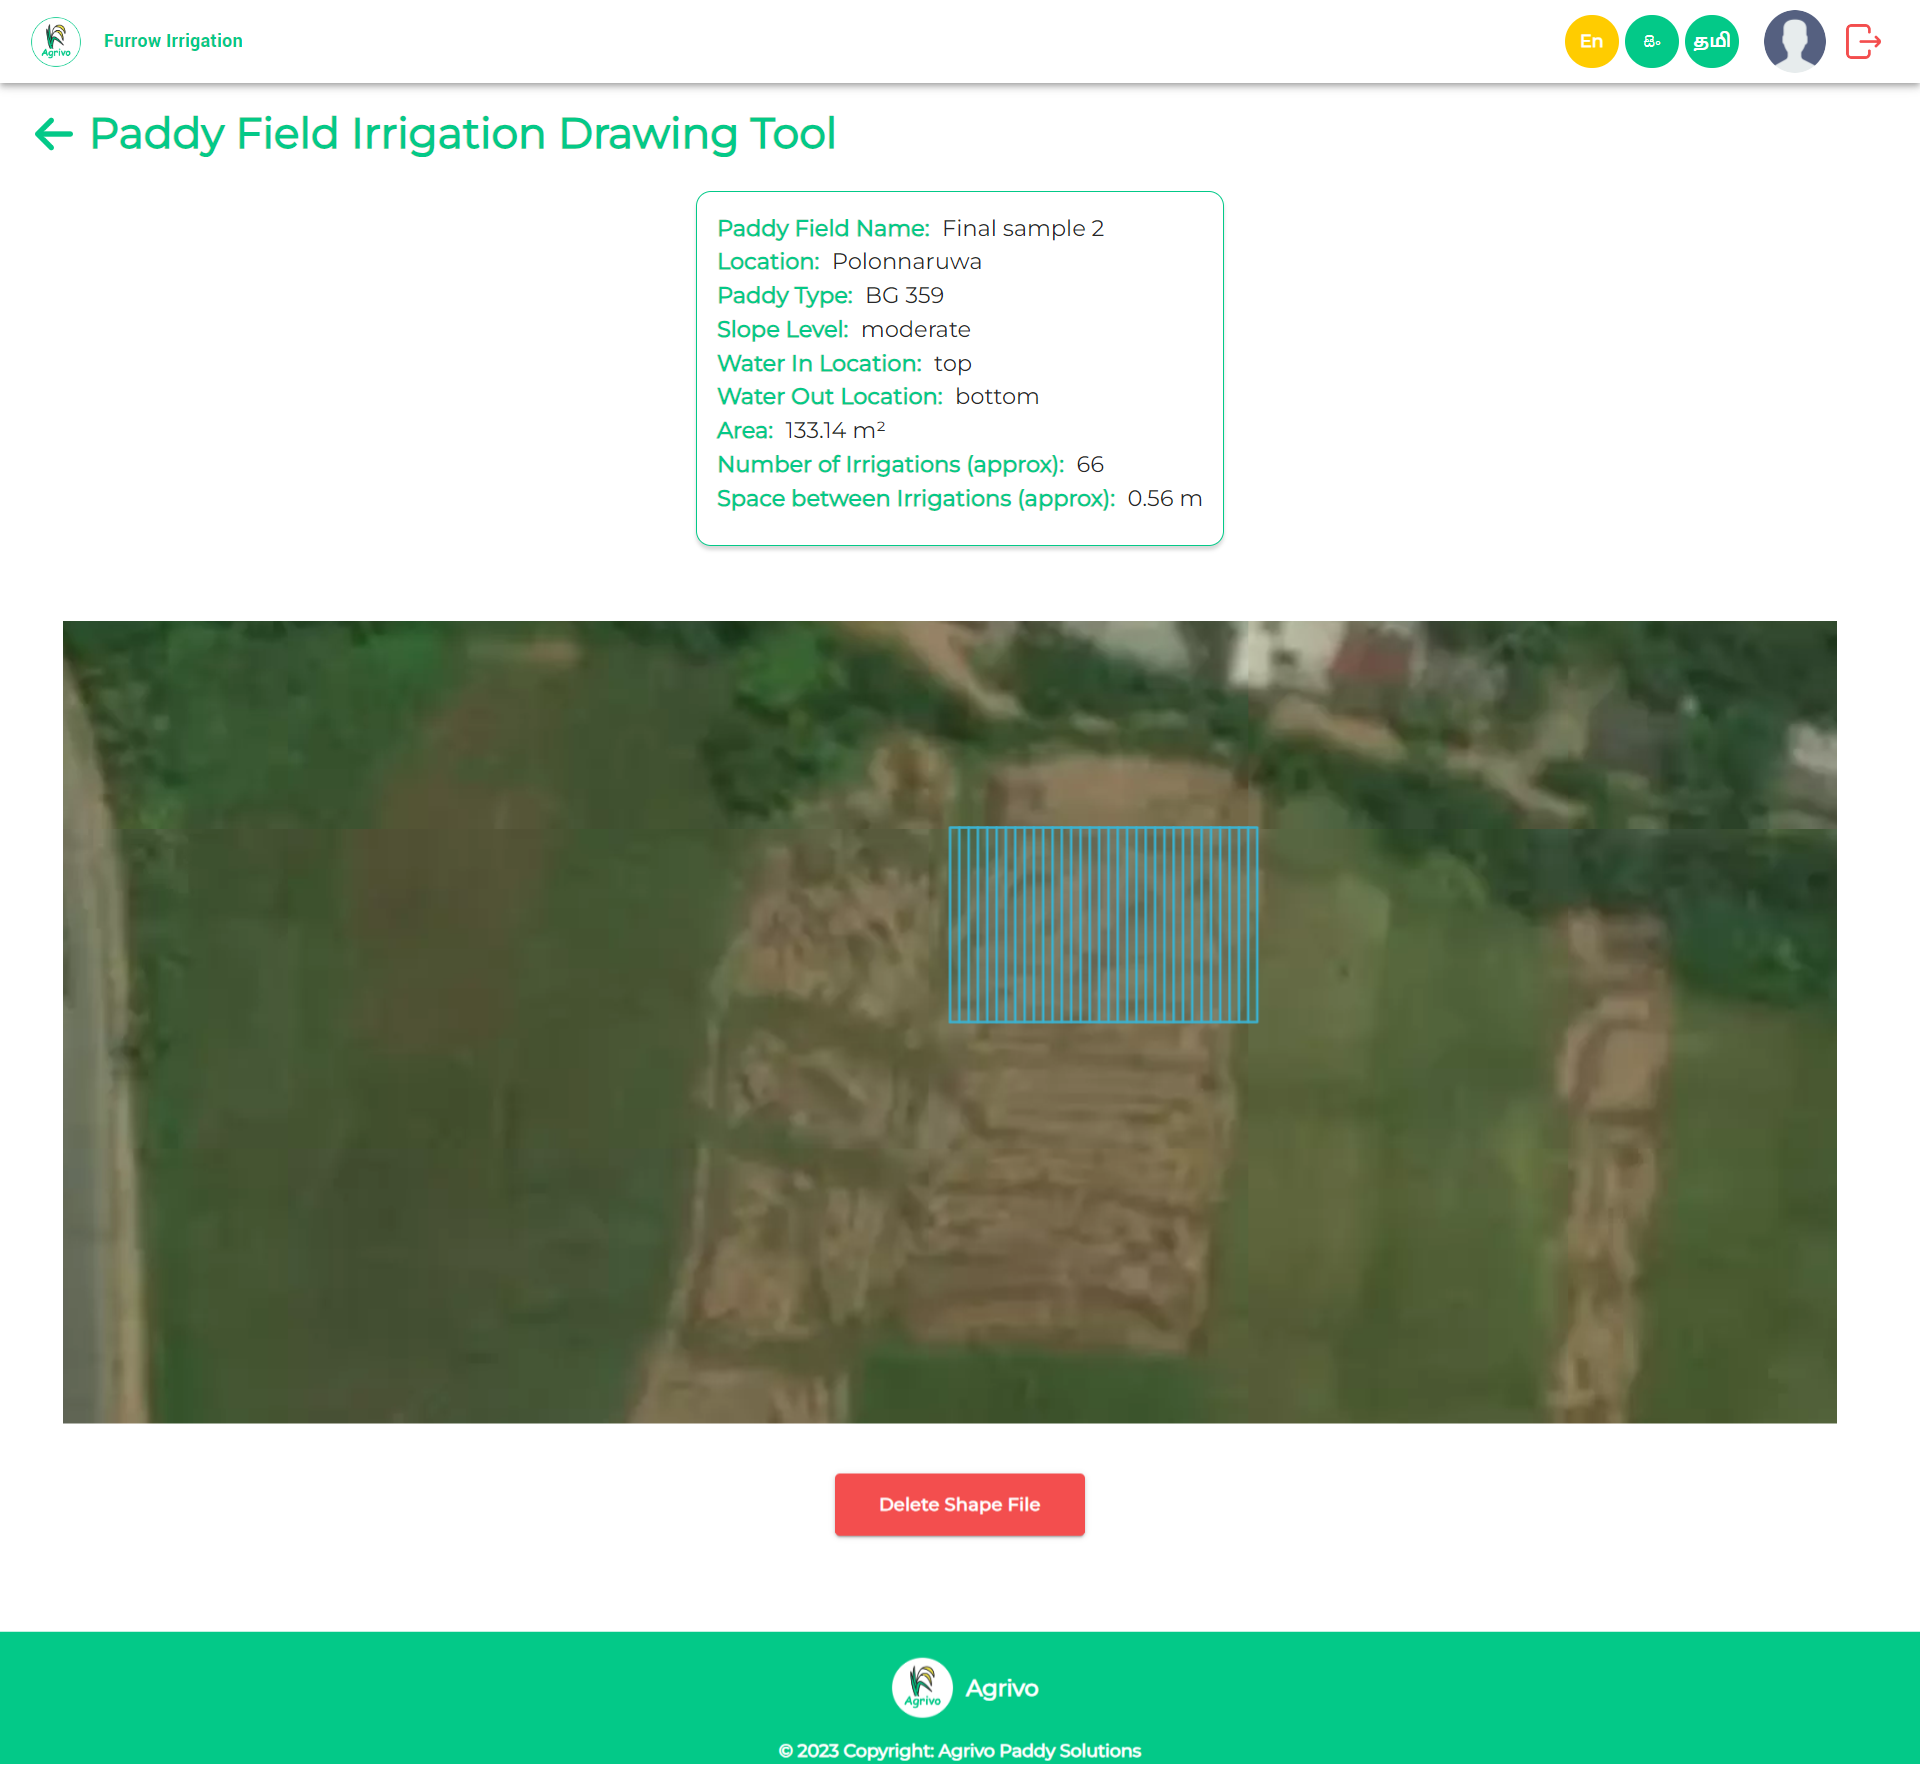 Agrivo
Furrow Irrigation
En
සිං
தமி
Paddy Field Irrigation Drawing Tool
Paddy Field Name: Final sample 2
Location: Polonnaruwa
Paddy Type: BG 359
Slope Level: moderate
Water In Location: top
Water Out Location: bottom
Area: 133.14 m²
Number of Irrigations (approx): 66
Space between Irrigations (approx): 0.56 m
Delete Shape File
Agrivo
Agrivo
© 2023 Copyright: Agrivo Paddy Solutions